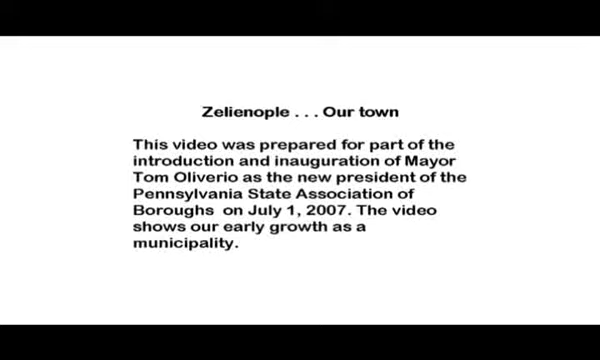 Zelienople . . . Our town
This video was prepared for part of the
introduction and inauguration of Mayor
Tom Oliverio as the new president of the
Pennsylvania State Association of
Boroughs on July 1, 2007. The video
shows our early growth as a
municipality.